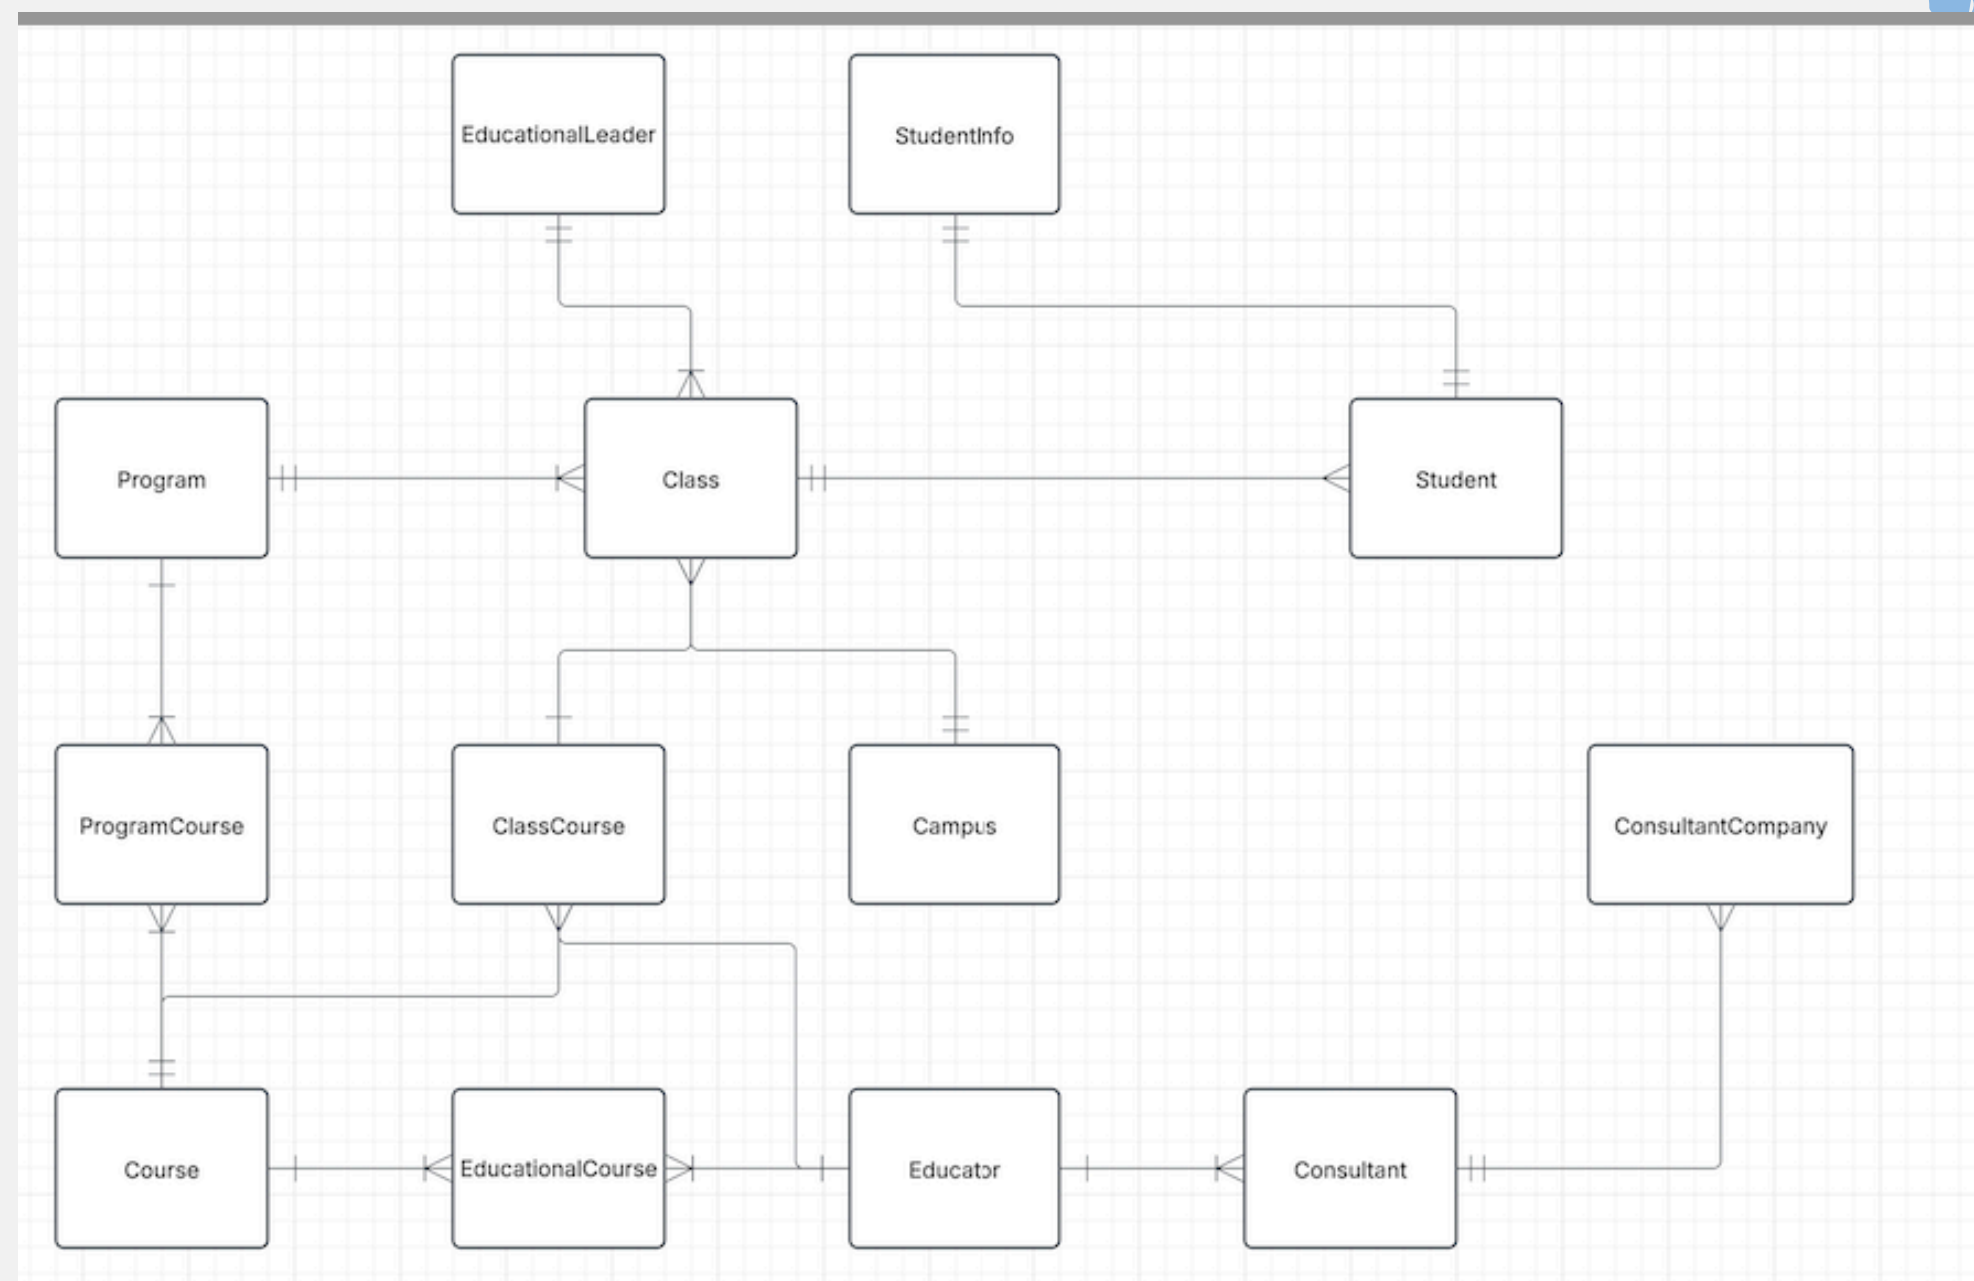 EducationalLeader
StudentInfo
Program
Class
Student
ProgramCourse
ClassCourse
Campus
ConsultantCompany
Course
EducationalCourse
Educator
Consultant